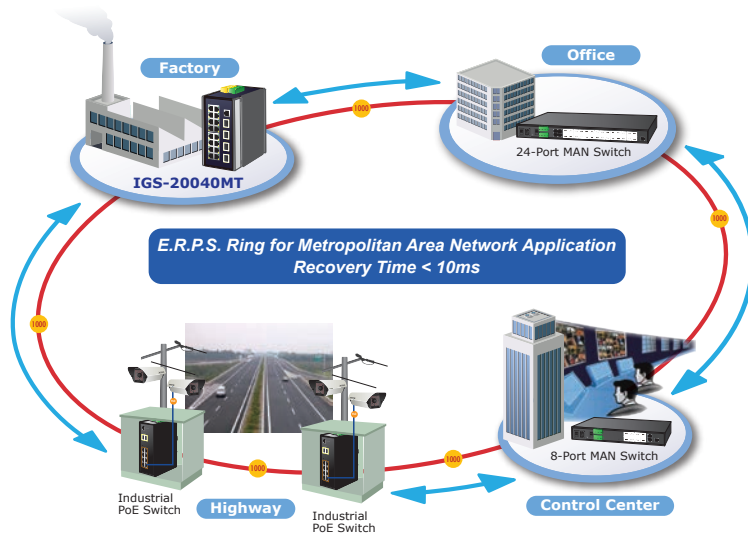 Factory
Office
1000
24-Port MAN Switch
IGS-20040MT
1000
E.R.P.S. Ring for Metropolitan Area Network Application
Recovery Time < 10ms
1000
8-Port MAN Switch
1000
1000
Industrial
PoE Switch
Highway
Industrial
PoE Switch
Control Center